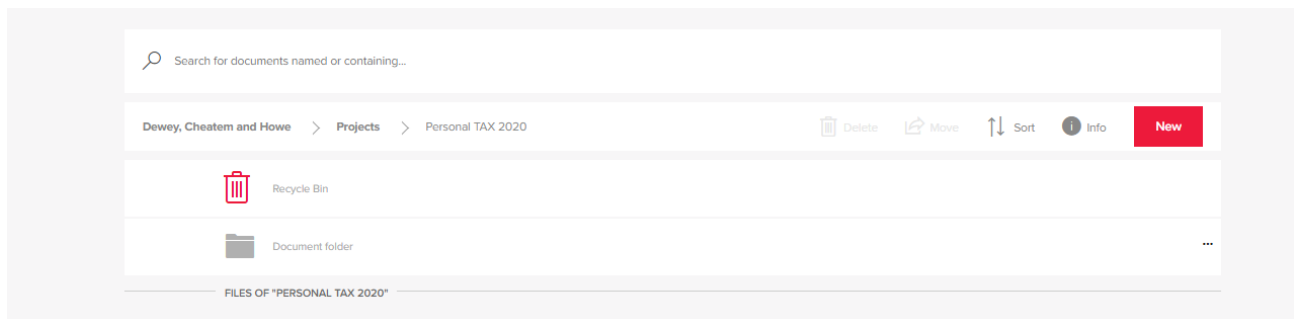 Search for documents named or containing...
Dewey, Cheatem and Howe Projects Personal TAX 2020 Delete Move Sort Info New
Recycle Bin
Document folder
FILES OF "PERSONAL TAX 2020"